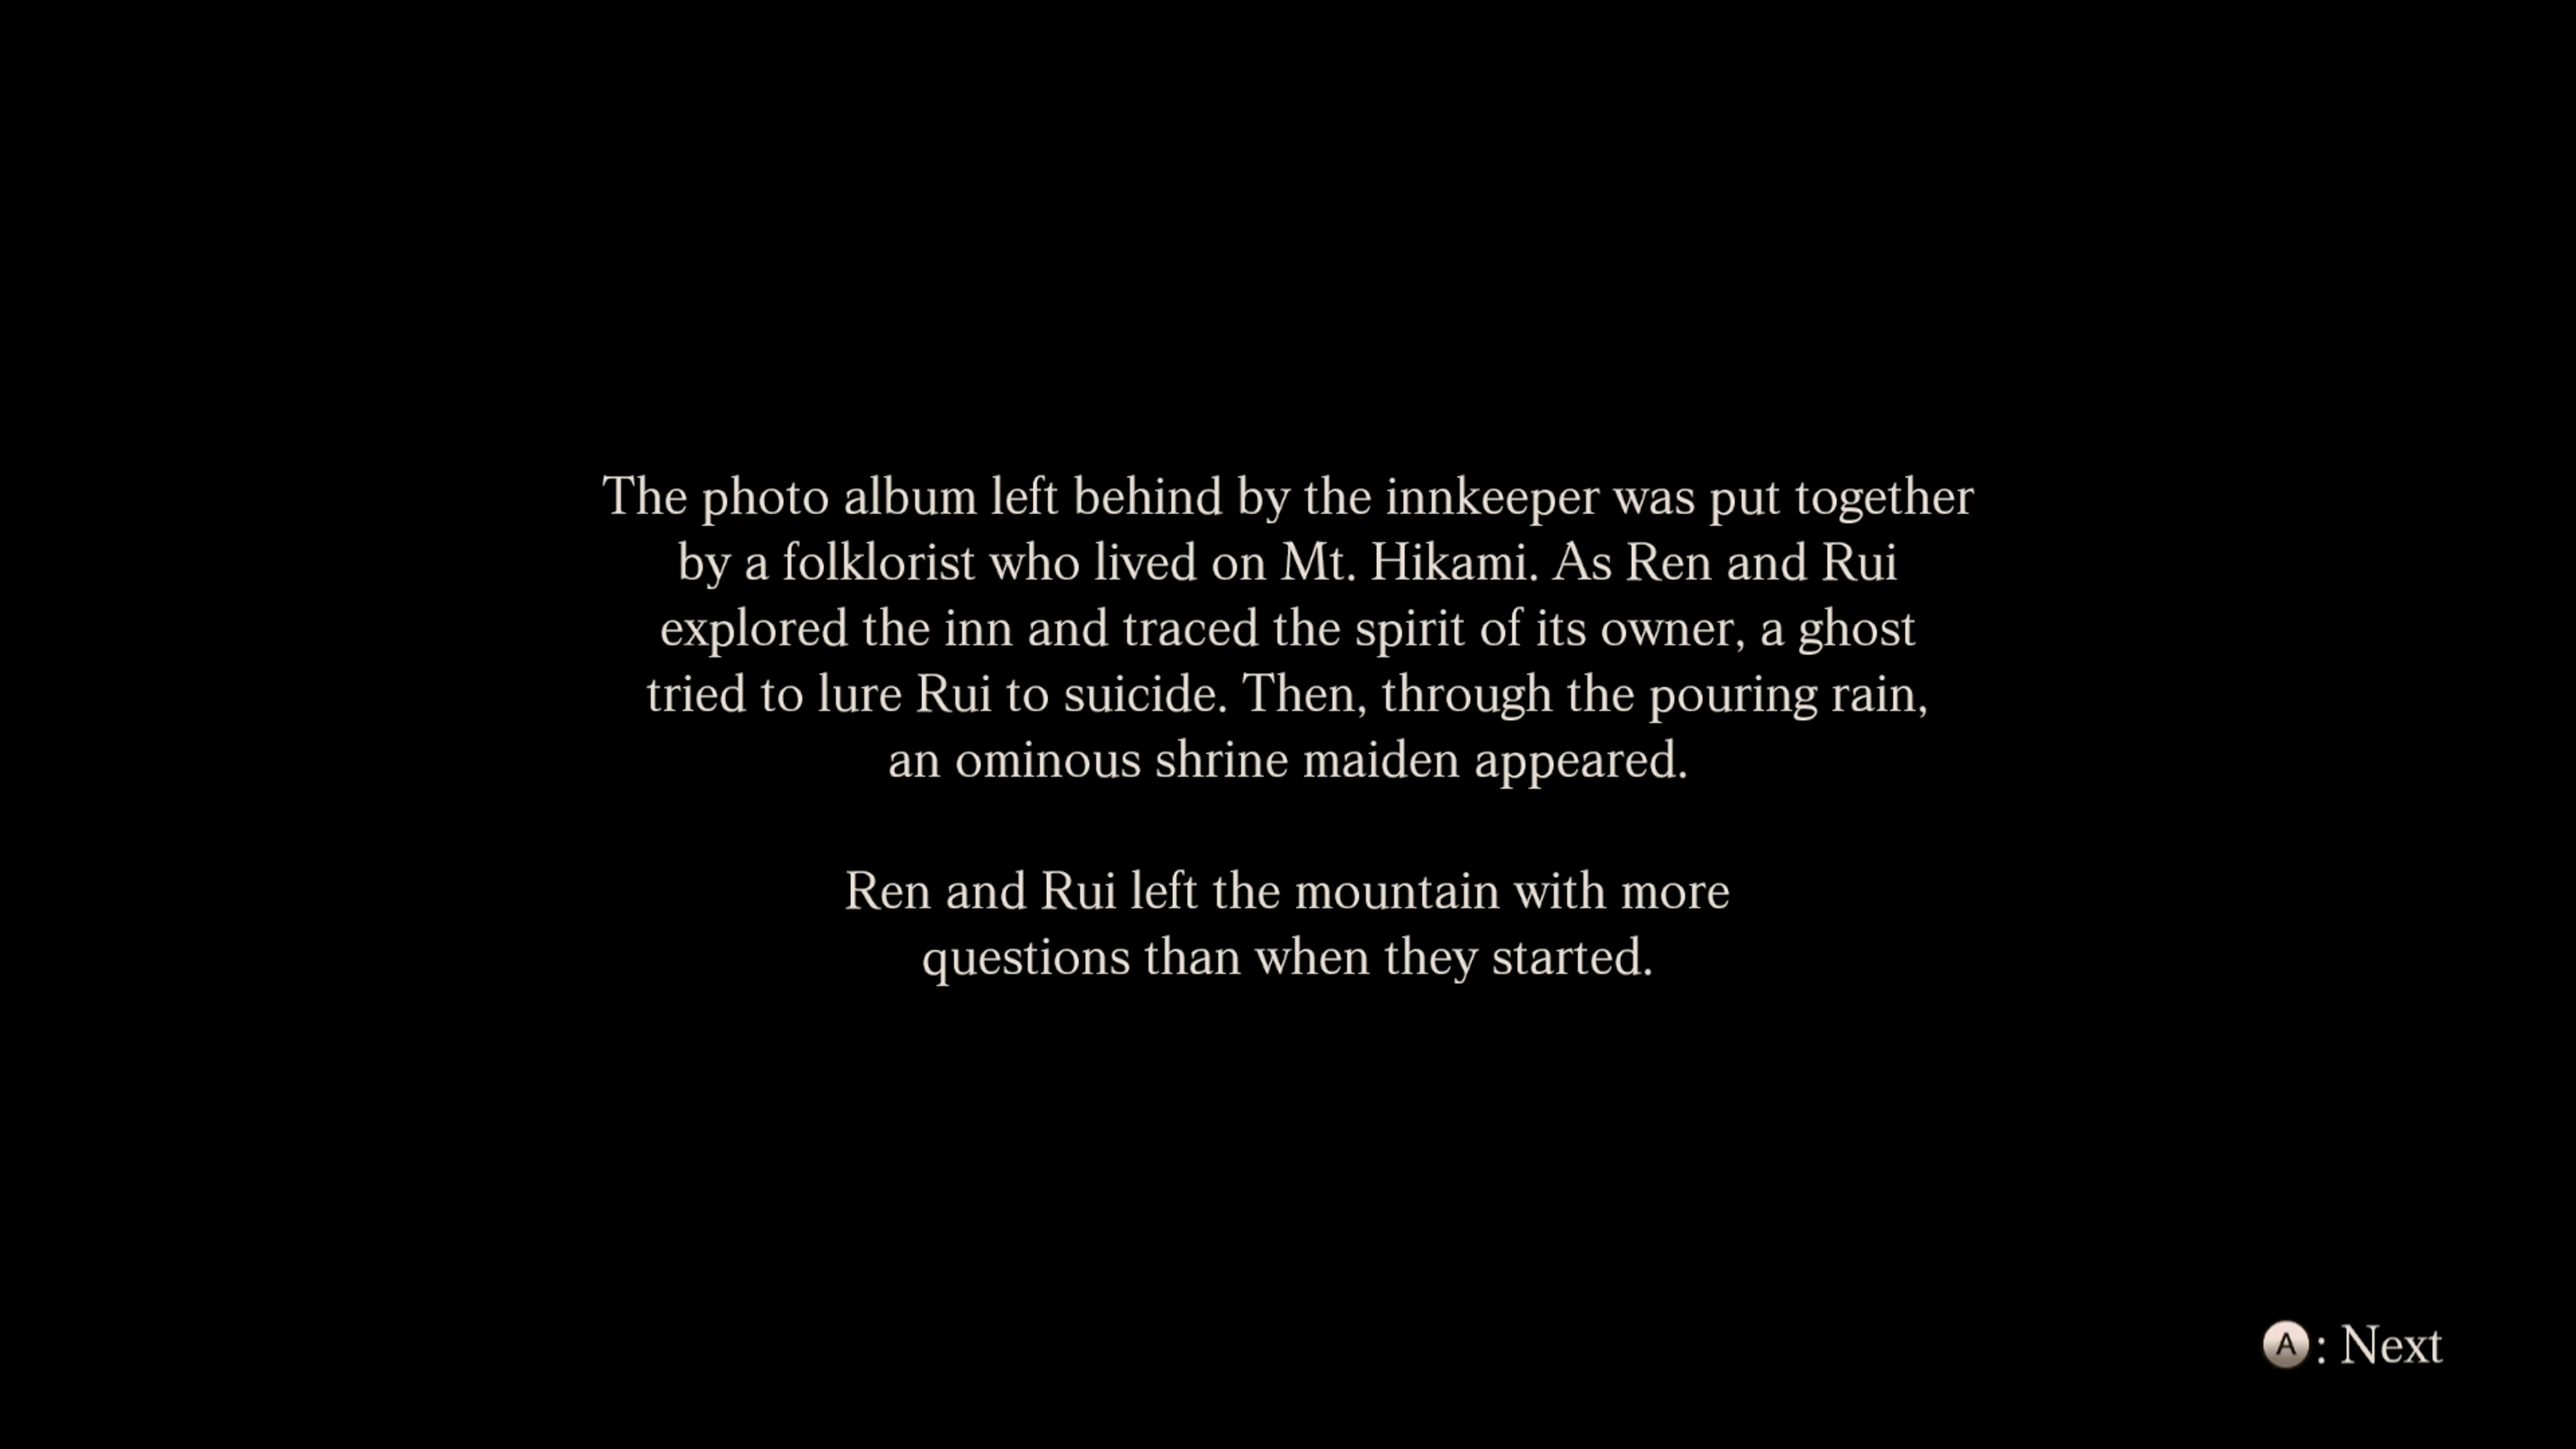 The photo album left behind by the innkeeper was put together
by a folklorist who lived on Mt. Hikami. As Ren and Rui
explored the inn and traced the spirit of its owner, a ghost
tried to lure Rui to suicide. Then, through the pouring rain,
an ominous shrine maiden appeared.
Ren and Rui left the mountain with more
questions than when they started.
A : Next